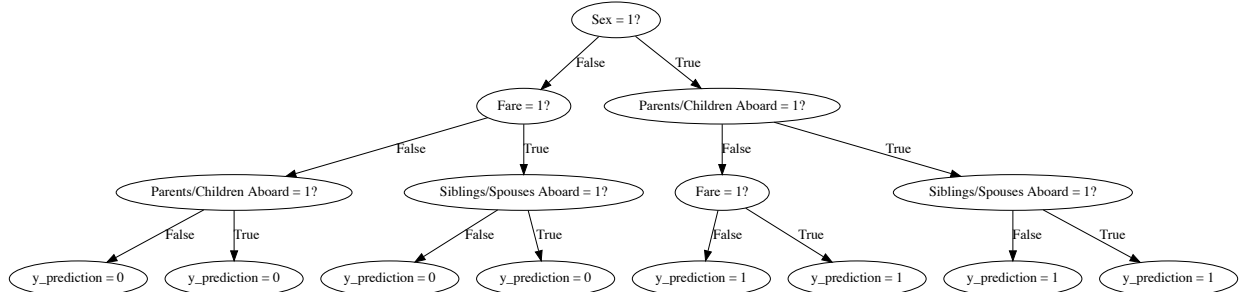 Sex = 1?
False
True
Fare = 1?
Parents/Children Aboard = 1?
False
True
False
True
Parents/Children Aboard = 1?
Siblings/Spouses Aboard = 1?
Fare = 1?
Siblings/Spouses Aboard = 1?
False
True
False
True
False
True
False
True
y_prediction = 0
y_prediction = 0
y_prediction = 0
y_prediction = 0
y_prediction = 1
y_prediction = 1
y_prediction = 1
y_prediction = 1